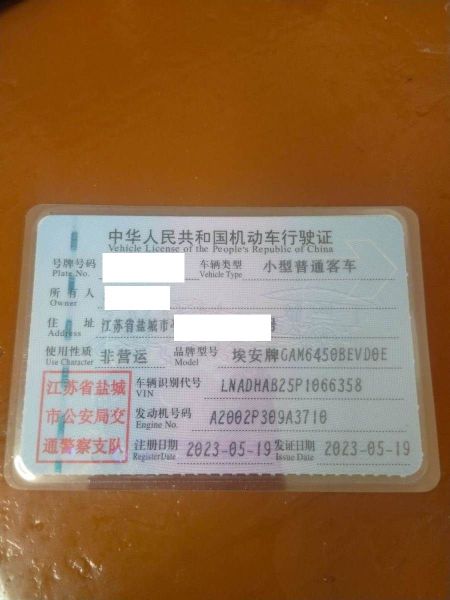 中华人民共和国机动车行驶证
Vehicle License of the People's Republic of China
号牌号码 车辆类型 小型普通客车
Plate No. Vehicle Type
所有人
Owner
住址 江苏省盐城市 号
Address
使用性质 非营运 品牌型号 埃安牌GAM6450BEVD0E
Use Character Model
江苏省盐城
市公安局交
通警察支队
车辆识别代号 LNADHAB25P1066358
VIN
发动机号码 A2002P309A3710
Engine No.
注册日期 2023-05-19 发证日期 2023-05-19
Register Date Issue Date